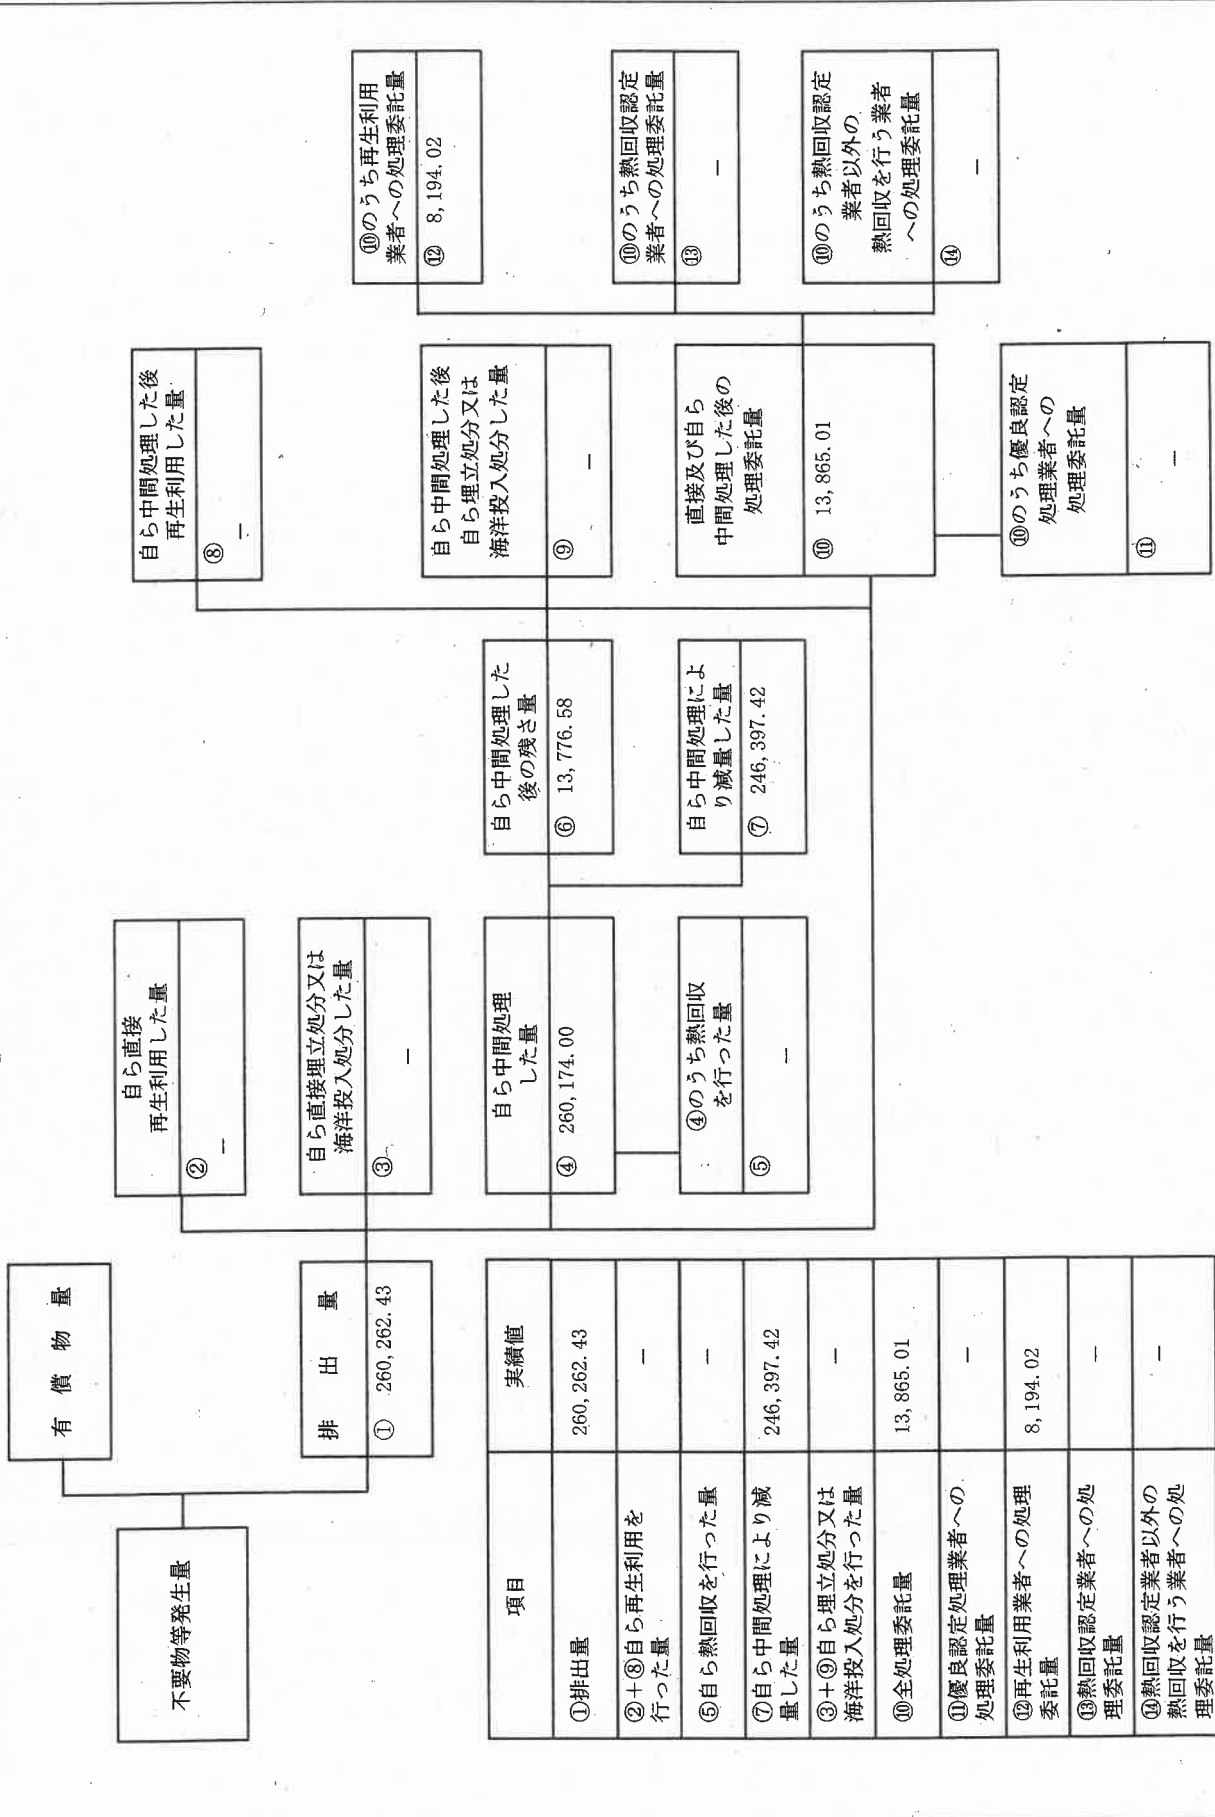 不要物等発生量
有償物量
排出量
① 260,262.43
自ら直接
再生利用した量
②
－
自ら直接埋立処分又は
海洋投入処分した量
③
－
自ら中間処理
した量
④ 260,174.00
④のうち熱回収
を行った量
⑤
－
自ら中間処理した
後の残さ量
⑥ 13,776.58
自ら中間処理によ
り減量した量
⑦ 246,397.42
自ら中間処理した後
再生利用した量
⑧
－
自ら中間処理した後
自ら埋立処分又は
海洋投入処分した量
⑨
－
直接及び自ら
中間処理した後の
処理委託量
⑩ 13,865.01
⑩のうち優良認定
処理業者への
処理委託量
⑪
－
⑩のうち再生利用
業者への処理委託量
⑫ 8,194.02
⑩のうち熱回収認定
業者への処理委託量
⑬
－
⑩のうち熱回収認定
業者以外の
熱回収を行う業者
への処理委託量
⑭
－
項目 実績値
①排出量 260,262.43
②＋⑧自ら再生利用を
行った量 －
⑤自ら熱回収を行った量 －
⑦自ら中間処理により減
量した量 246,397.42
③＋⑨自ら埋立処分又は
海洋投入処分を行った量 －
⑩全処理委託量 13,865.01
⑪優良認定処理業者への
処理委託量 －
⑫再生利用業者への処理
委託量 8,194.02
⑬熱回収認定業者への処
理委託量 －
⑭熱回収認定業者以外の
熱回収を行う業者への処
理委託量 －